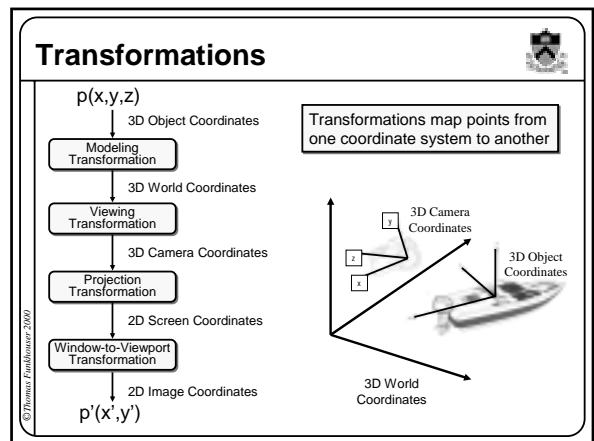 Transformations
p(x,y,z)
3D Object Coordinates
Modeling
Transformation
3D World Coordinates
Viewing
Transformation
3D Camera Coordinates
Projection
Transformation
2D Screen Coordinates
Window-to-Viewport
Transformation
2D Image Coordinates
p'(x',y')
Transformations map points from
one coordinate system to another
3D Camera
Coordinates
y
z
x
3D Object
Coordinates
3D World
Coordinates
©Thomas Funkhouser 2000